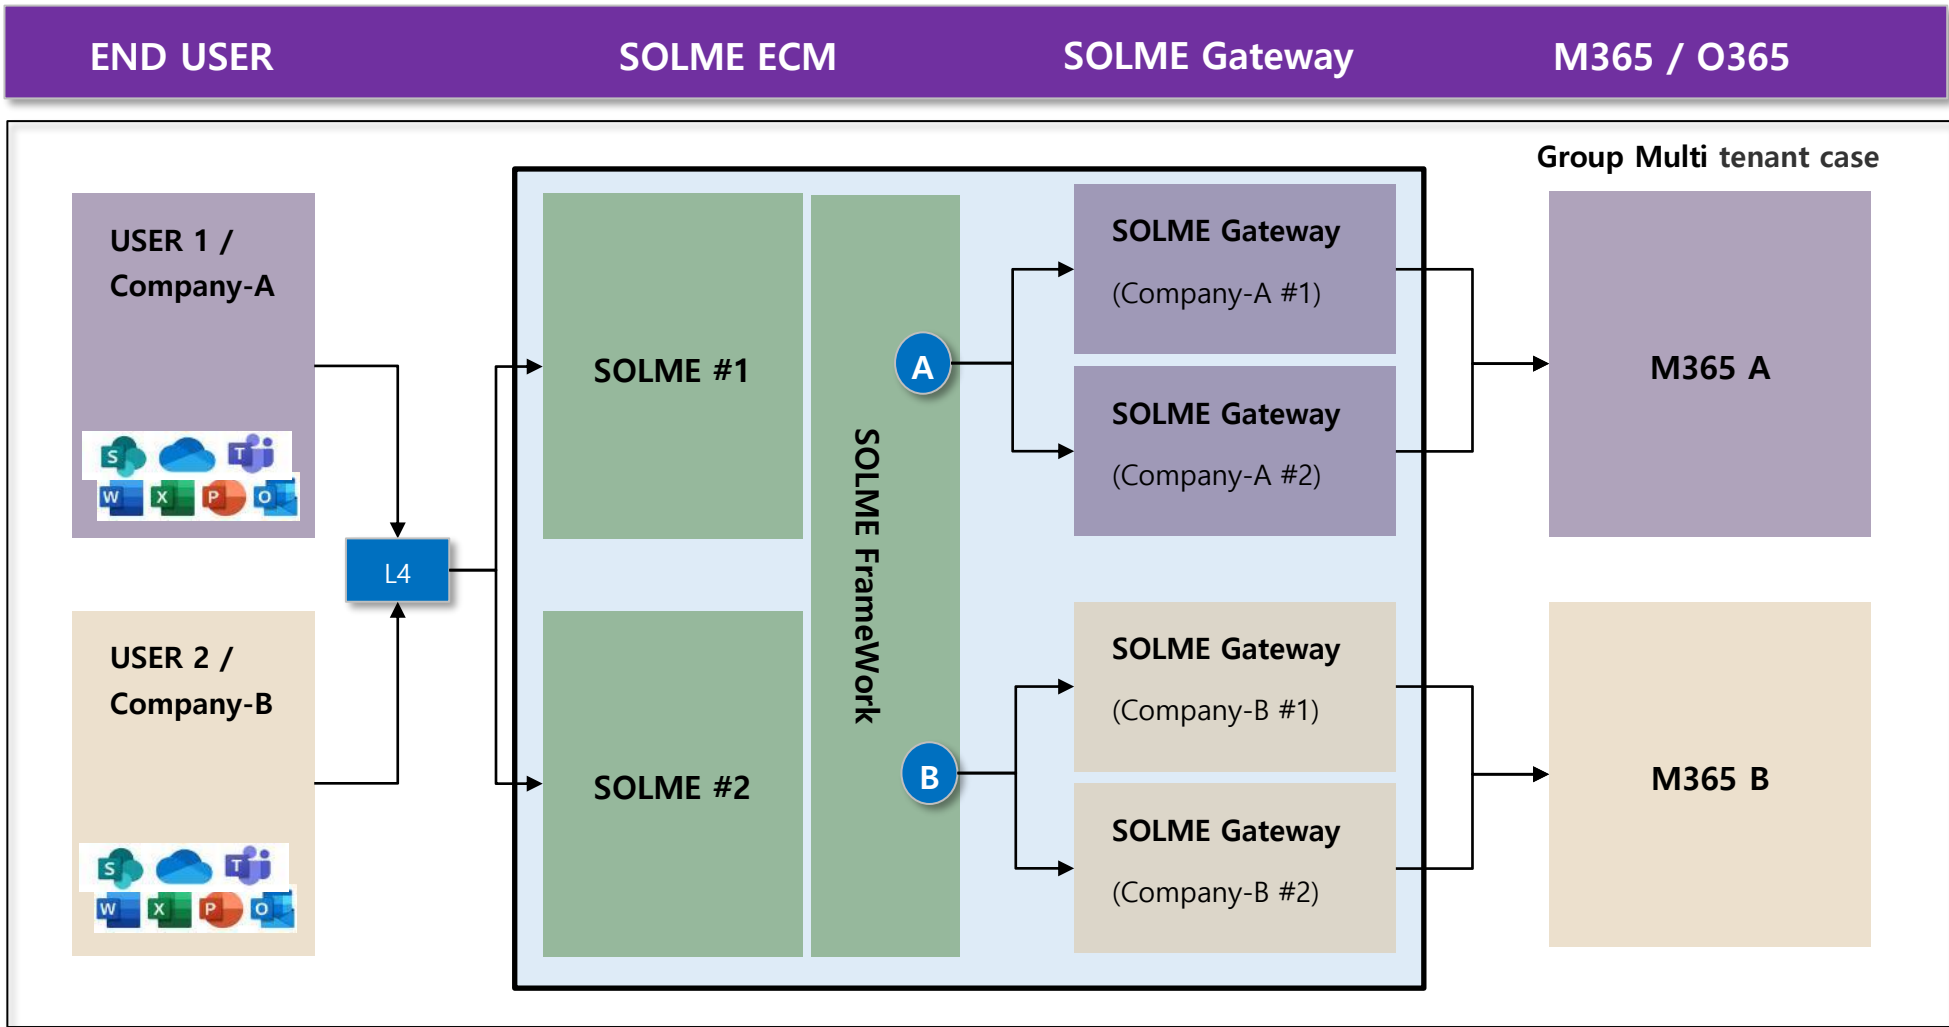 END USER
SOLME ECM
SOLME Gateway
M365 / O365
Group Multi tenant case
USER 1 /
Company-A
S
T
W
X
P
O
L4
USER 2 /
Company-B
S
T
W
X
P
O
SOLME #1
SOLME #2
SOLME FrameWork
A
B
SOLME Gateway
(Company-A #1)
SOLME Gateway
(Company-A #2)
SOLME Gateway
(Company-B #1)
SOLME Gateway
(Company-B #2)
M365 A
M365 B